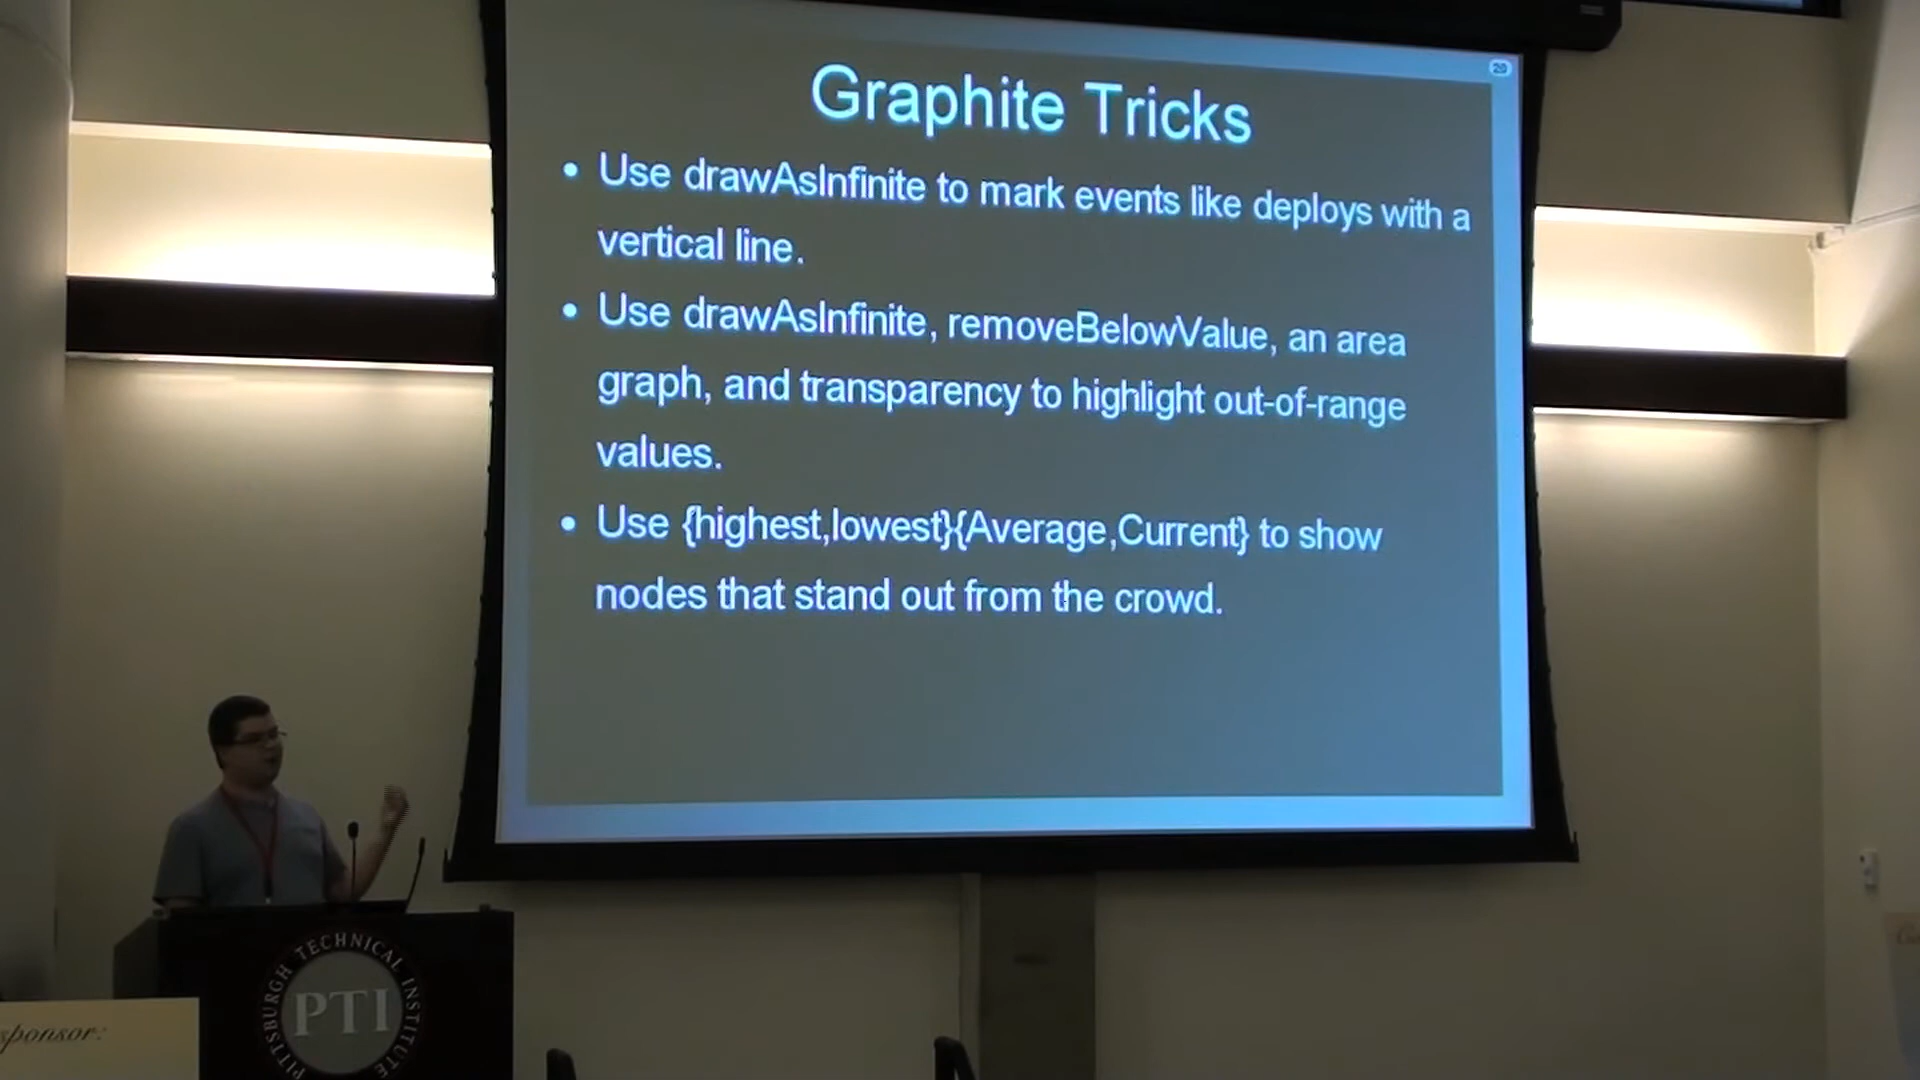 20
Graphite Tricks
• Use drawAsInfinite to mark events like deploys with a
vertical line.
• Use drawAsInfinite, removeBelowValue, an area
graph, and transparency to highlight out-of-range
values.
• Use {highest,lowest}{Average,Current} to show
nodes that stand out from the crowd.
PITTSBURGH TECHNICAL INSTITUTE
PTI
sponsor: